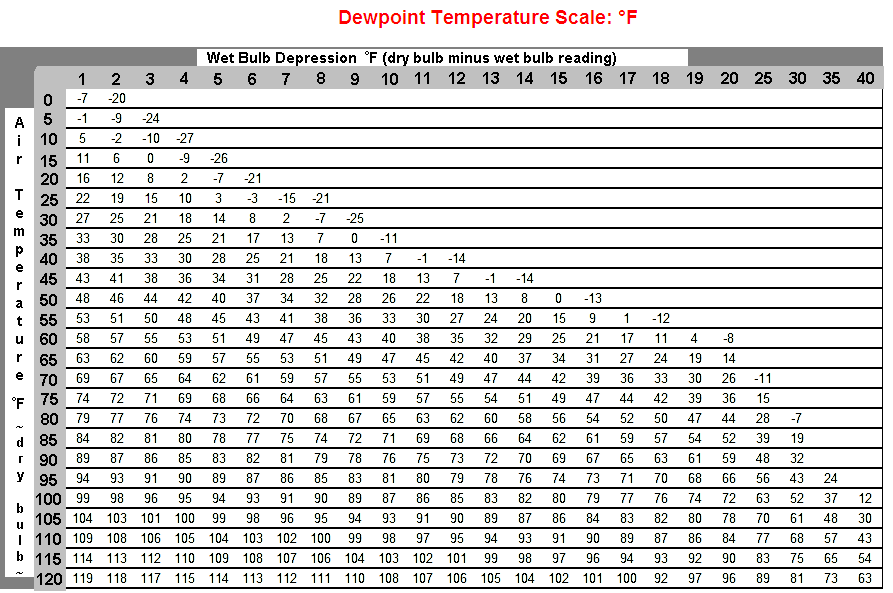 Dewpoint Temperature Scale: °F
Wet Bulb Depression °F (dry bulb minus wet bulb reading)
1 2 3 4 5 6 7 8 9 10 11 12 13 14 15 16 17 18 19 20 25 30 35 40
Air Temperature °F ~ dry bulb ~
0 -7 -20
5 -1 -9 -24
10 5 -2 -10 -27
15 11 6 0 -9 -26
20 16 12 8 2 -7 -21
25 22 19 15 10 3 -3 -15 -21
30 27 25 21 18 14 8 2 -7 -25
35 33 30 28 25 21 17 13 7 0 -11
40 38 35 33 30 28 25 21 18 13 7 -1 -14
45 43 41 38 36 34 31 28 25 22 18 13 7 -1 -14
50 48 46 44 42 40 37 34 32 28 26 22 18 13 8 0 -13
55 53 51 50 48 45 43 41 38 36 33 30 27 24 20 15 9 1 -12
60 58 57 55 53 51 49 47 45 43 40 38 35 32 29 25 21 17 11 4 -8
65 63 62 60 59 57 55 53 51 49 47 45 42 40 37 34 31 27 24 19 14
70 69 67 65 64 62 61 59 57 55 53 51 49 47 44 42 39 36 33 30 26 -11
75 74 72 71 69 68 66 64 63 61 59 57 55 54 51 49 47 44 42 39 36 15
80 79 77 76 74 73 72 70 68 67 65 63 62 60 58 56 54 52 50 47 44 28 -7
85 84 82 81 80 78 77 75 74 72 71 69 68 66 64 62 61 59 57 54 52 39 19
90 89 87 86 85 83 82 81 79 78 76 75 73 72 70 69 67 65 63 61 59 48 32
95 94 93 91 90 89 87 86 85 83 81 80 79 78 76 74 73 71 70 68 66 56 43 24
100 99 98 96 95 94 93 91 90 89 87 86 85 83 82 80 79 77 76 74 72 63 52 37 12
105 104 103 101 100 99 98 96 95 94 93 91 90 89 87 86 84 83 82 80 78 70 61 48 30
110 109 108 106 105 104 103 102 100 99 98 97 95 94 93 91 90 89 87 86 84 77 68 57 43
115 114 113 112 110 109 108 107 106 104 103 102 101 99 98 97 96 94 93 92 90 83 75 65 54
120 119 118 117 115 114 113 112 111 110 108 107 106 105 104 102 101 100 92 97 96 89 81 73 63